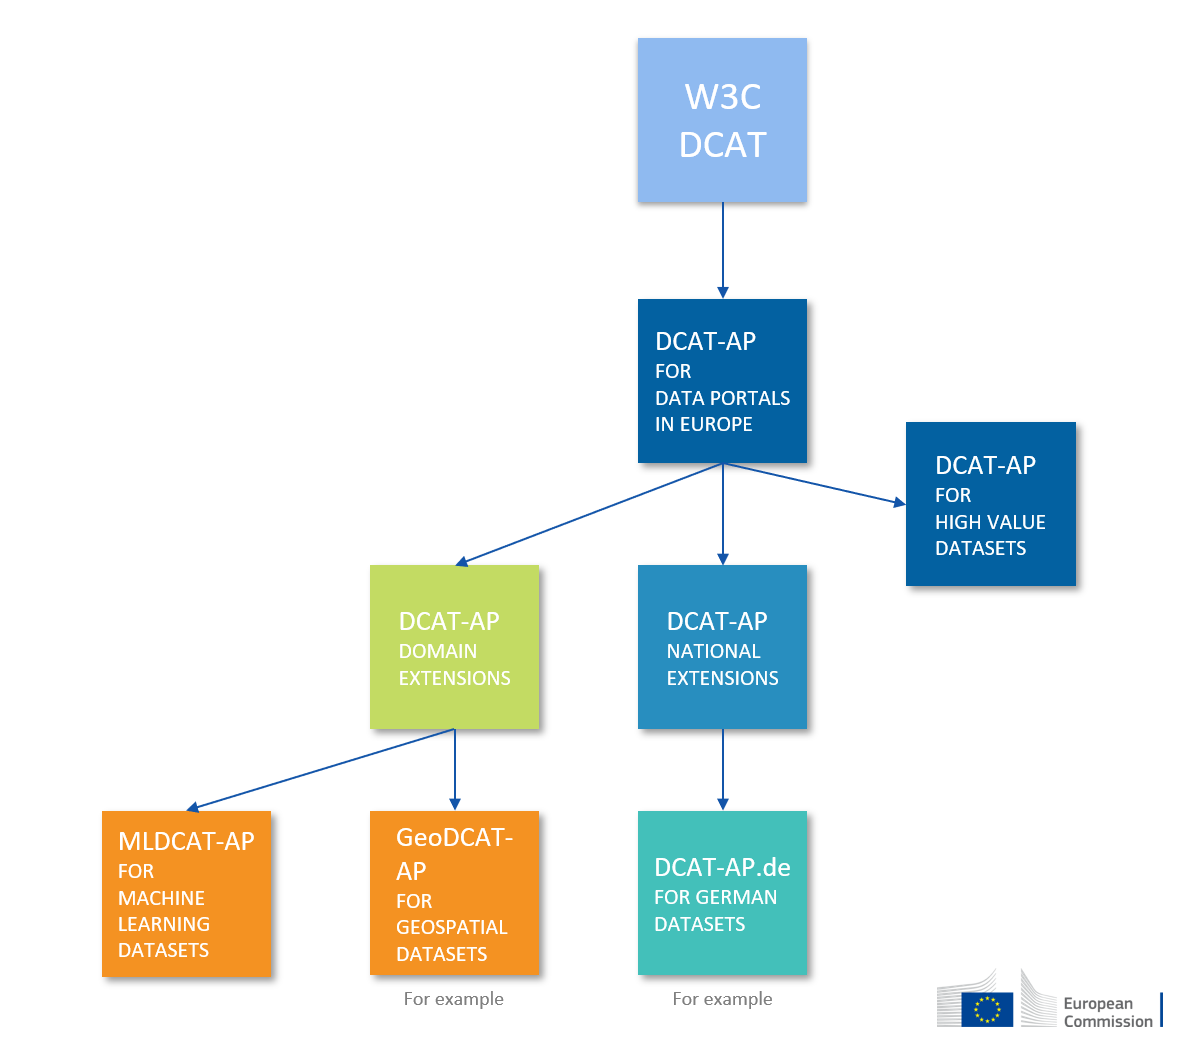 W3C
DCAT
DCAT-AP
FOR
DATA PORTALS
IN EUROPE
DCAT-AP
FOR
HIGH VALUE
DATASETS
DCAT-AP
DOMAIN
EXTENSIONS
DCAT-AP
NATIONAL
EXTENSIONS
MLDCAT-AP
FOR
MACHINE
LEARNING
DATASETS
GeoDCAT-
AP
FOR
GEOSPATIAL
DATASETS
DCAT-AP.de
FOR GERMAN
DATASETS
For example
For example
European
Commission